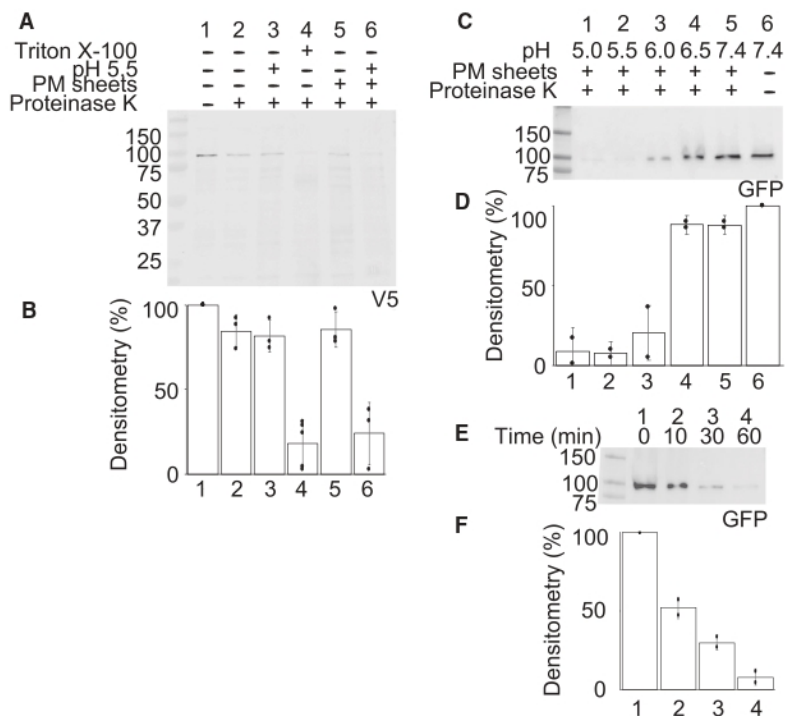 A
1 2 3 4 5 6
Triton X-100 – – – + – –
pH 5.5 – – + – – +
PM sheets – – – – + +
Proteinase K – + + + + +
150
100
75
50
37
25
V5
B
Densitometry (%)
100
50
0
1 2 3 4 5 6
C
1 2 3 4 5 6
pH 5.0 5.5 6.0 6.5 7.4 7.4
PM sheets + + + + + –
Proteinase K + + + + + –
150
100
75
GFP
D
Densitometry (%)
100
50
0
1 2 3 4 5 6
E
1 2 3 4
Time (min) 0 10 30 60
150
100
75
GFP
F
Densitometry (%)
100
50
0
1 2 3 4